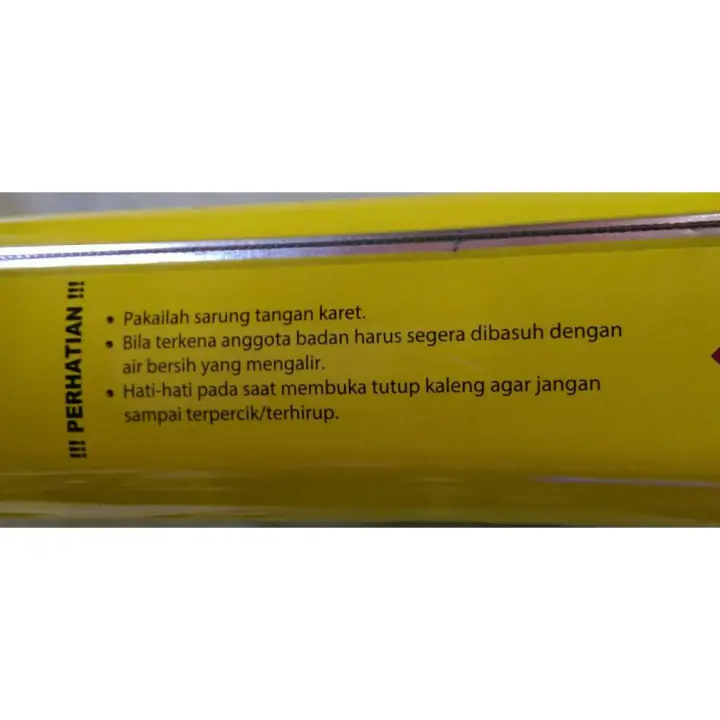 !!! PERHATIAN !!!
• Pakailah sarung tangan karet.
• Bila terkena anggota badan harus segera dibasuh dengan
air bersih yang mengalir.
• Hati-hati pada saat membuka tutup kaleng agar jangan
sampai terpercik/terhirup.